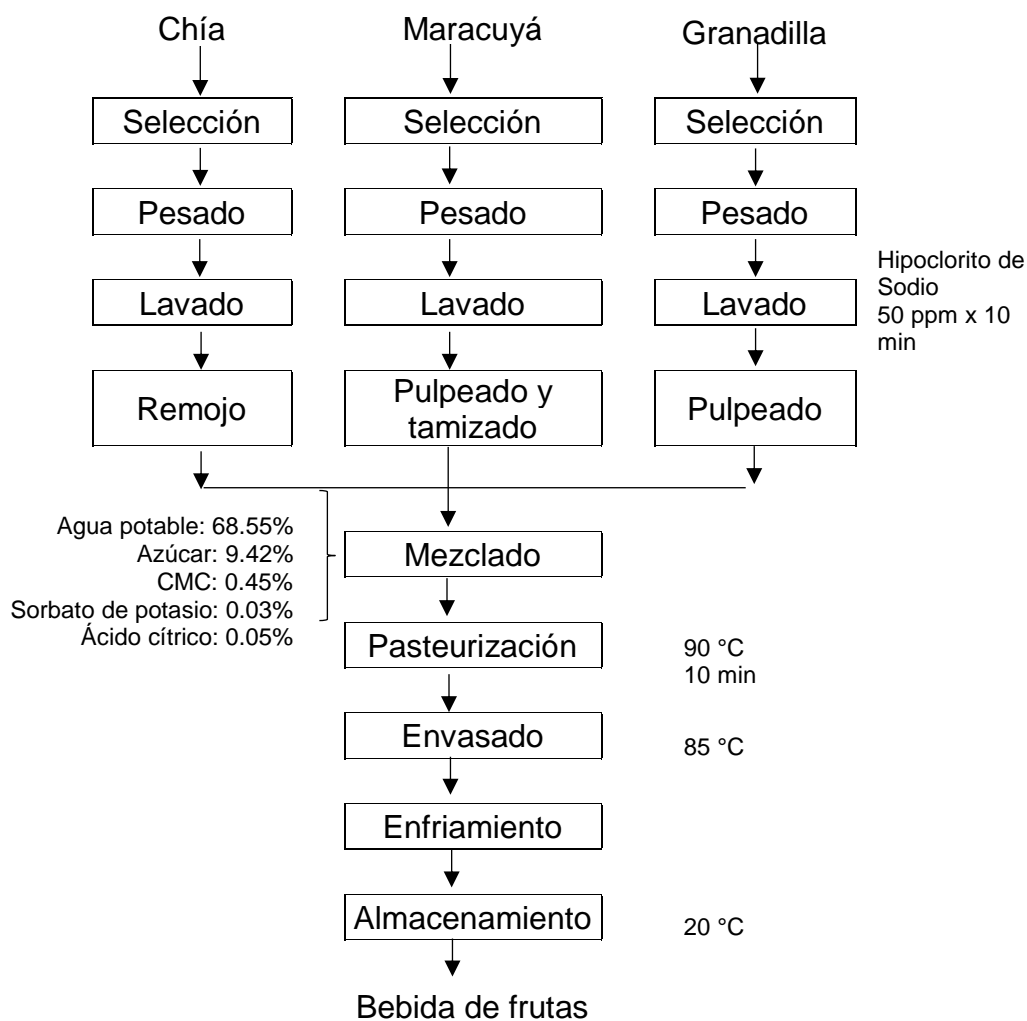 Chía
Maracuyá
Granadilla
Selección
Selección
Selección
Pesado
Pesado
Pesado
Lavado
Lavado
Lavado
Hipoclorito de
Sodio
50 ppm x 10
min
Remojo
Pulpeado y
tamizado
Pulpeado
Agua potable: 68.55%
Azúcar: 9.42%
CMC: 0.45%
Sorbato de potasio: 0.03%
Ácido cítrico: 0.05%
Mezclado
Pasteurización
90 °C
10 min
Envasado
85 °C
Enfriamiento
Almacenamiento
20 °C
Bebida de frutas